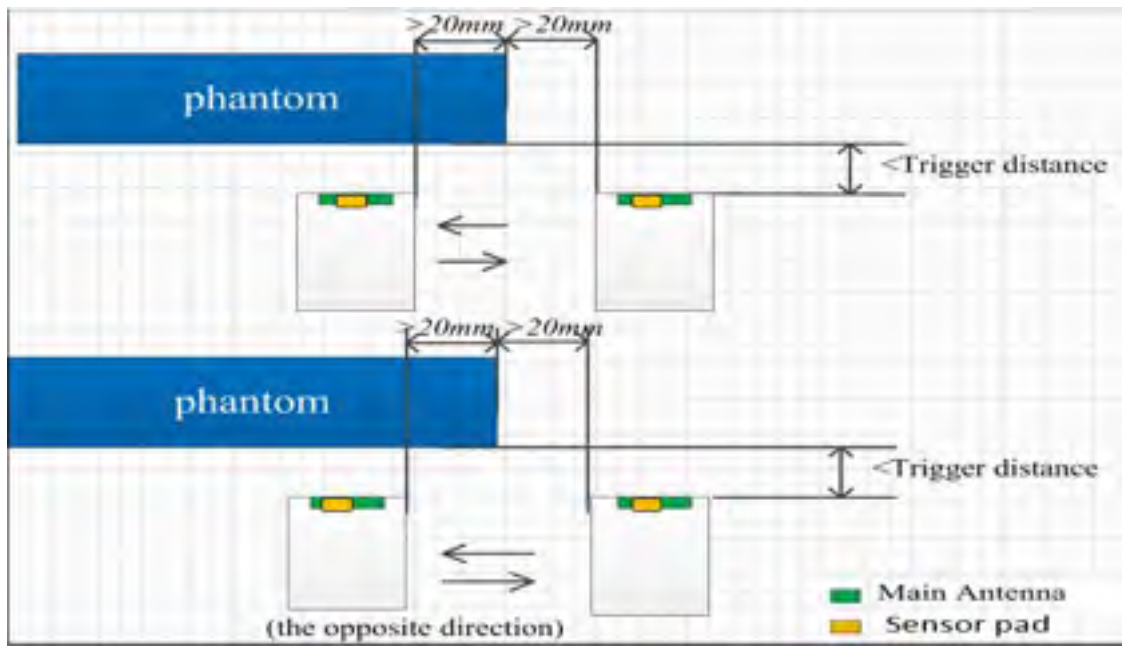 >20mm >20mm
phantom
<Trigger distance
>20mm >20mm
phantom
<Trigger distance
Main Antenna
(the opposite direction)
Sensor pad